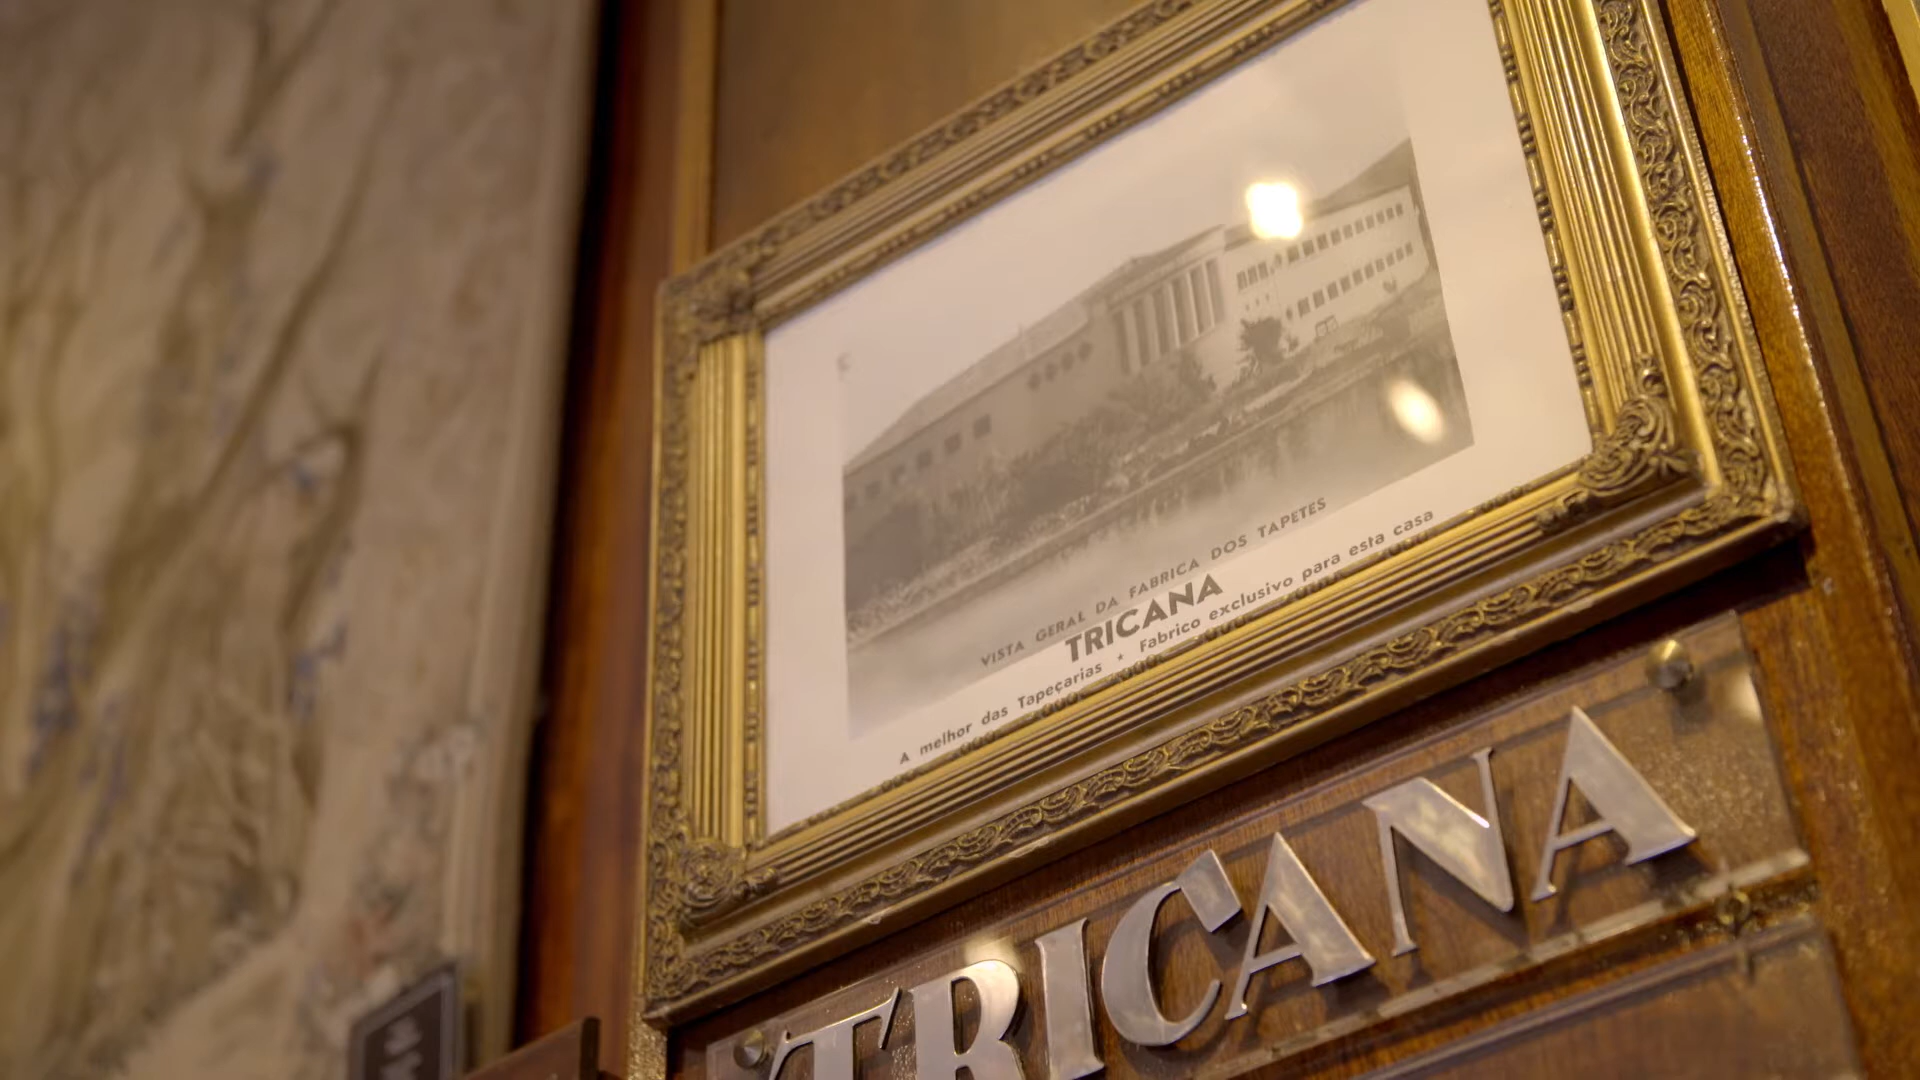 VISTA GERAL DA FABRICA DOS TAPETES
TRICANA
A melhor das Tapeçarias • Fabrico exclusivo para esta casa
TRICANA